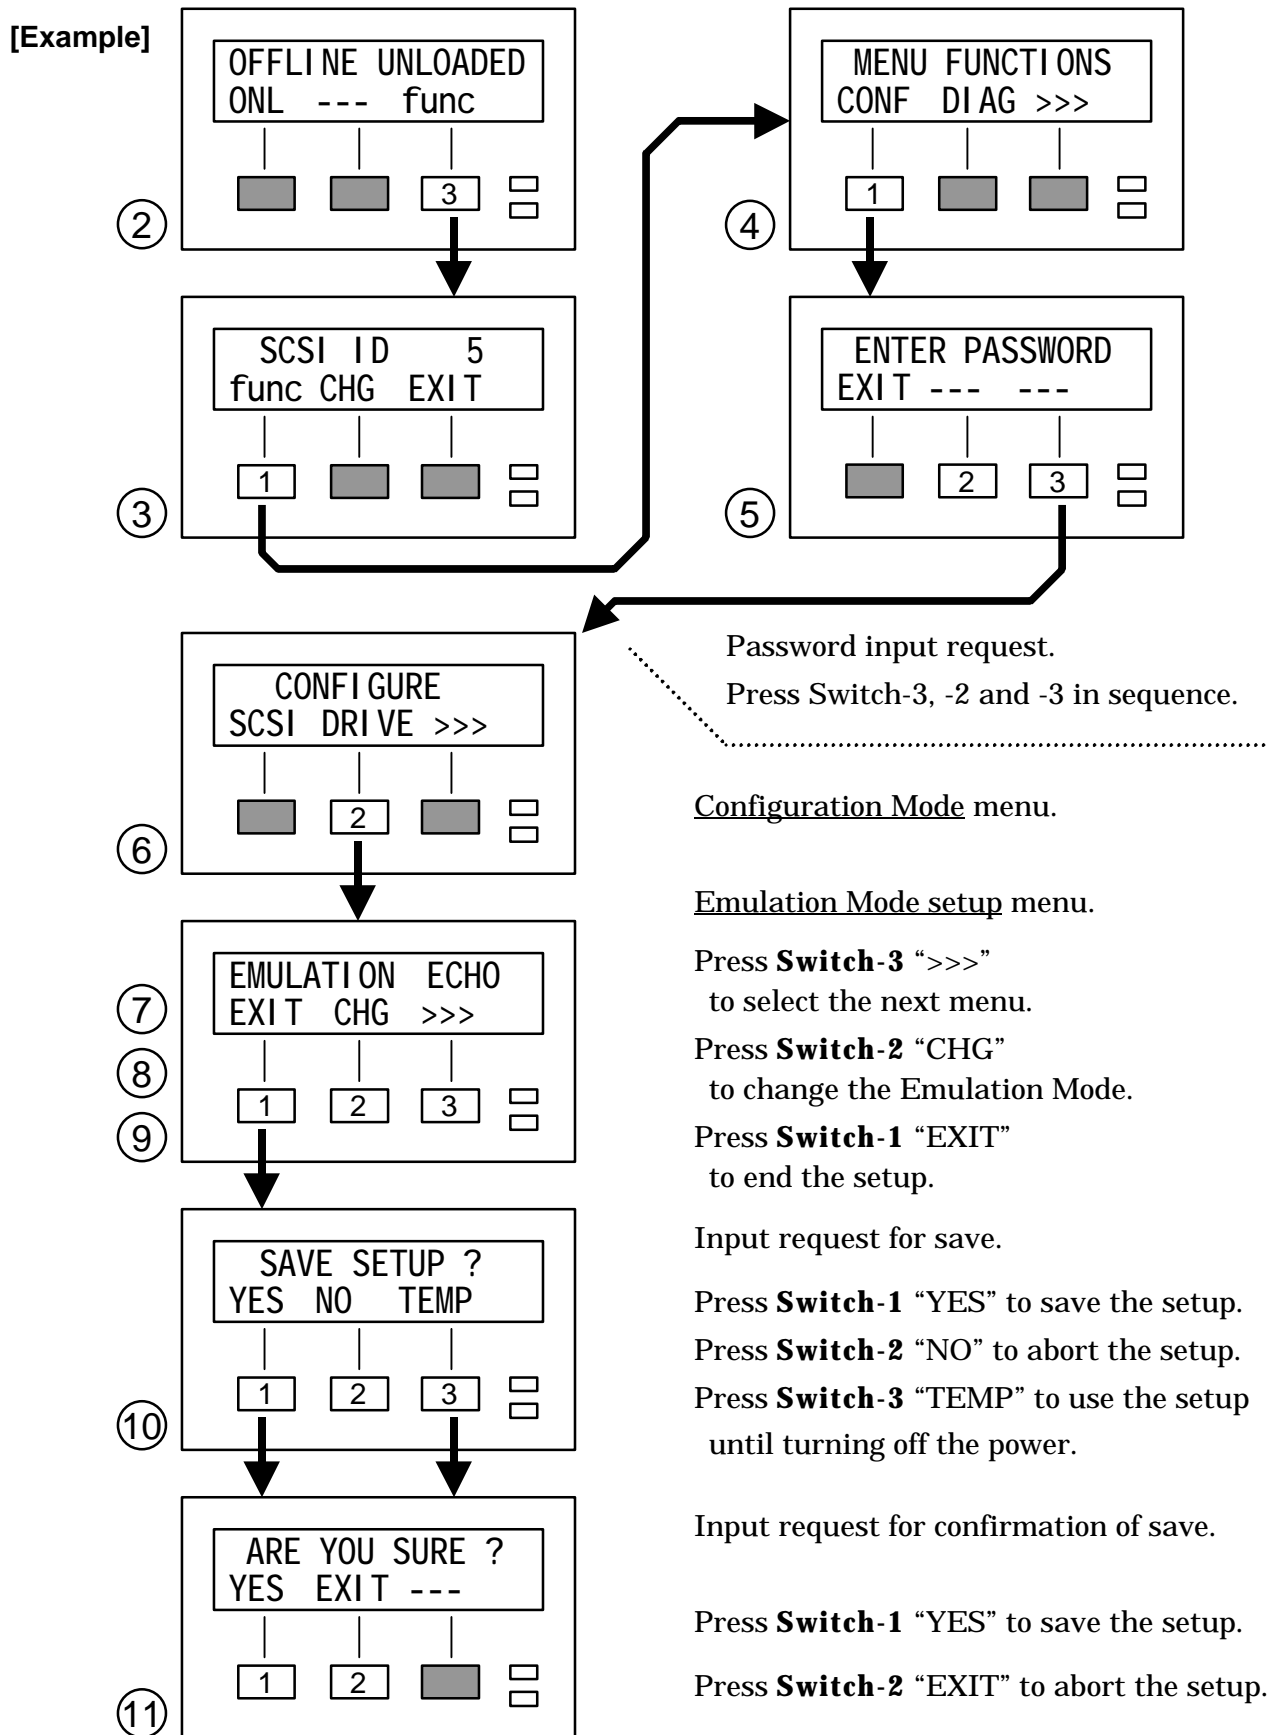 [Example]
OFFLINE UNLOADED
ONL --- func
3
2
SCSI ID 5
func CHG EXIT
1
3
MENU FUNCTIONS
CONF DIAG >>>
1
4
ENTER PASSWORD
EXIT --- ---
2 3
5
Password input request.
Press Switch-3, -2 and -3 in sequence.
CONFIGURE
SCSI DRIVE >>>
2
6
Configuration Mode menu.
Emulation Mode setup menu.
EMULATION ECHO
EXIT CHG >>>
7
8
9
1 2 3
Press Switch-3 “>>>”
to select the next menu.
Press Switch-2 “CHG”
to change the Emulation Mode.
Press Switch-1 “EXIT”
to end the setup.
SAVE SETUP ?
YES NO TEMP
1 2 3
10
Input request for save.
Press Switch-1 “YES” to save the setup.
Press Switch-2 “NO” to abort the setup.
Press Switch-3 “TEMP” to use the setup
until turning off the power.
ARE YOU SURE ?
YES EXIT ---
1 2
11
Input request for confirmation of save.
Press Switch-1 “YES” to save the setup.
Press Switch-2 “EXIT” to abort the setup.